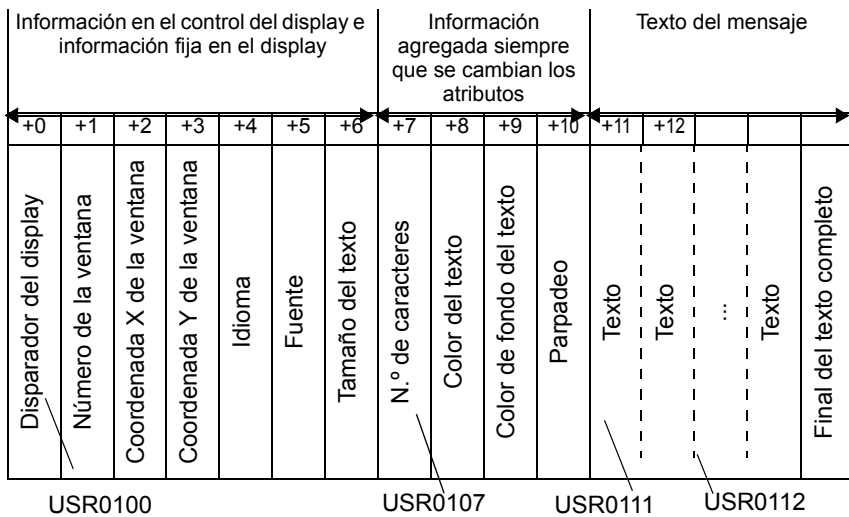 Información en el control del display e
información fija en el display
Información
agregada siempre
que se cambian los
atributos
Texto del mensaje
+0 +1 +2 +3 +4 +5 +6 +7 +8 +9 +10 +11 +12
Disparador del display
Número de la ventana
Coordenada X de la ventana
Coordenada Y de la ventana
Idioma
Fuente
Tamaño del texto
N.º de caracteres
Color del texto
Color de fondo del texto
Parpadeo
Texto
Texto
...
Texto
Final del texto completo
USR0100 USR0107 USR0111 USR0112